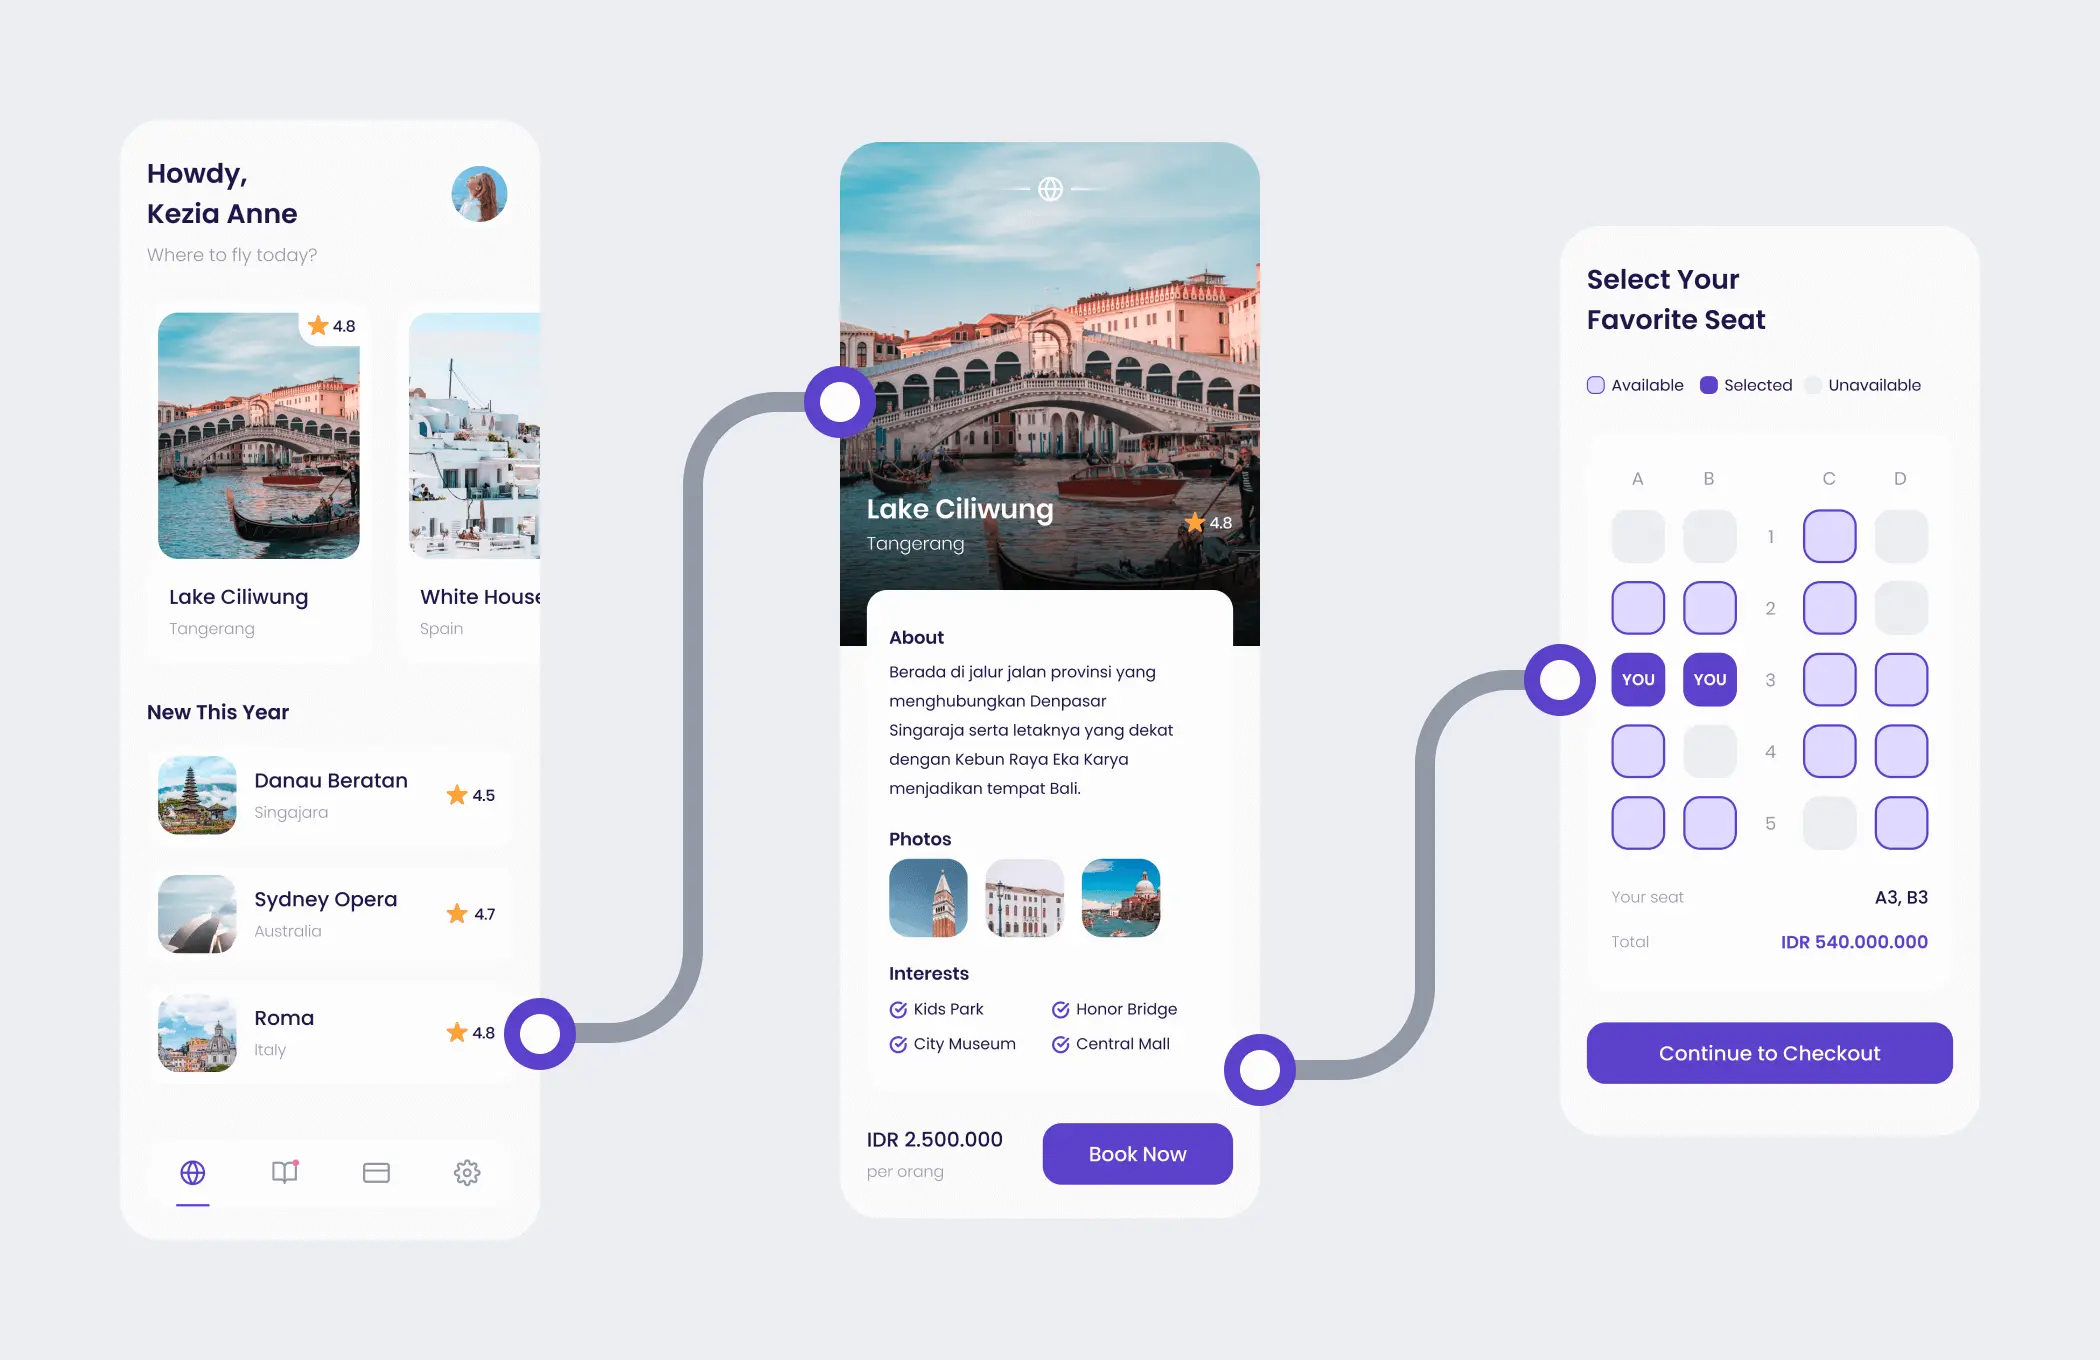 Howdy,
Kezia Anne
Where to fly today?
4.8
Lake Ciliwung
Tangerang
White House
Spain
New This Year
Danau Beratan
Singajara
4.5
Sydney Opera
Australia
4.7
Roma
Italy
4.8
Lake Ciliwung
Tangerang
4.8
About
Berada di jalur jalan provinsi yang
menghubungkan Denpasar
Singaraja serta letaknya yang dekat
dengan Kebun Raya Eka Karya
menjadikan tempat Bali.
Photos
Interests
Kids Park
Honor Bridge
City Museum
Central Mall
IDR 2.500.000
per orang
Book Now
Select Your
Favorite Seat
Available Selected Unavailable
A B C D
1
2
YOU YOU 3
4
5
Your seat A3, B3
Total IDR 540.000.000
Continue to Checkout